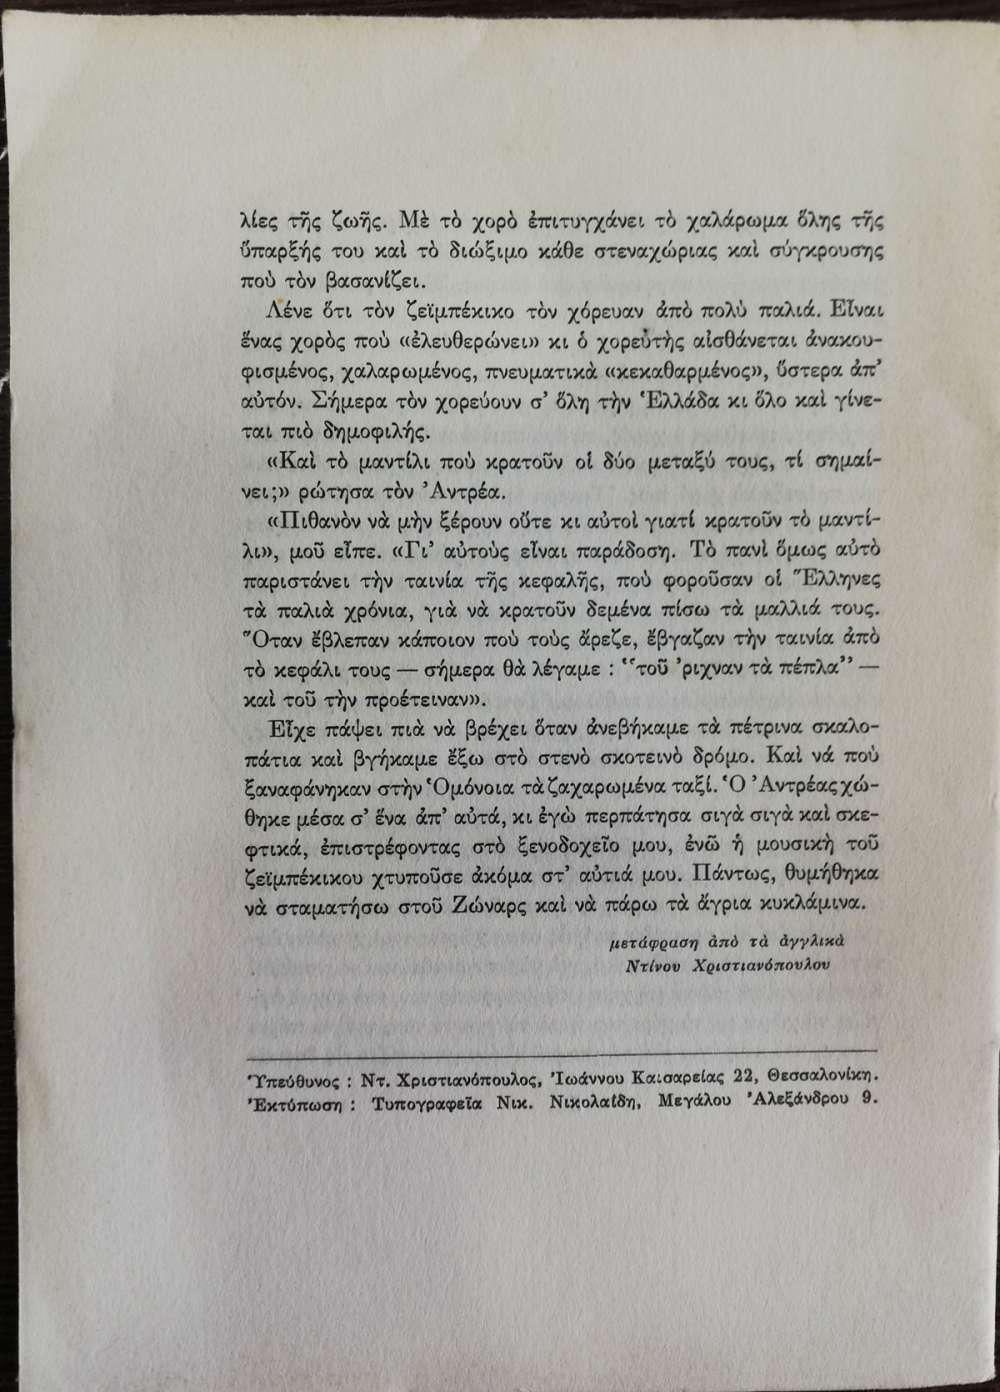 λίες τῆς ζωῆς. Μὲ τὸ χορὸ ἐπιτυγχάνει τὸ χαλάρωμα ὅλης τῆς
ὕπαρξής του καὶ τὸ διώξιμο κάθε στεναχώριας καὶ σύγκρουσης
ποὺ τὸν βασανίζει.
Λένε ὅτι τὸν ζεϊμπέκικο τὸν χόρευαν ἀπὸ πολὺ παλιά. Εἶναι
ἕνας χορὸς ποὺ «ἐλευθερώνει» κι ὁ χορευτὴς αἰσθάνεται ἀνακου-
φισμένος, χαλαρωμένος, πνευματικὰ «κεκαθαρμένος», ὕστερα ἀπ’
αὐτόν. Σήμερα τὸν χορεύουν σ’ ὅλη τὴν Ἑλλάδα κι ὅλο καὶ γίνε-
ται πιὸ δημοφιλής.
«Καὶ τὸ μαντίλι ποὺ κρατοῦν οἱ δύο μεταξύ τους, τί σημαί-
νει;» ρώτησα τὸν Ἀντρέα.
«Πιθανὸν νὰ μὴν ξέρουν οὔτε κι αὐτοὶ γιατί κρατοῦν τὸ μαντί-
λι», μοῦ εἶπε. «Γι’ αὐτοὺς εἶναι παράδοση. Τὸ πανὶ ὅμως αὐτὸ
παριστάνει τὴν ταινία τῆς κεφαλῆς, ποὺ φοροῦσαν οἱ Ἕλληνες
τὰ παλιὰ χρόνια, γιὰ νὰ κρατοῦν δεμένα πίσω τὰ μαλλιά τους.
Ὅταν ἔβλεπαν κάποιον ποὺ τοὺς ἄρεζε, ἔβγαζαν τὴν ταινία ἀπὸ
τὸ κεφάλι τους — σήμερα θὰ λέγαμε : “τοῦ ’ριχναν τὰ πέπλα” —
καὶ τοῦ τὴν προέτειναν».
Εἶχε πάψει πιὰ νὰ βρέχει ὅταν ἀνεβήκαμε τὰ πέτρινα σκαλο-
πάτια καὶ βγήκαμε ἔξω στὸ στενὸ σκοτεινὸ δρόμο. Καὶ νά ποὺ
ξαναφάνηκαν στὴν Ὁμόνοια τὰ ζαχαρωμένα ταξί. Ὁ Ἀντρέας χώ-
θηκε μέσα σ’ ἕνα ἀπ’ αὐτά, κι ἐγὼ περπάτησα σιγὰ σιγὰ καὶ σκε-
φτικά, ἐπιστρέφοντας στὸ ξενοδοχεῖο μου, ἐνῶ ἡ μουσικὴ τοῦ
ζεϊμπέκικου χτυποῦσε ἀκόμα στ’ αὐτιά μου. Πάντως, θυμήθηκα
νὰ σταματήσω στοῦ Ζώναρς καὶ νὰ πάρω τὰ ἄγρια κυκλάμινα.
μετάφραση ἀπὸ τὰ ἀγγλικὰ
Ντίνου Χριστιανόπουλου
Ὑπεύθυνος : Ντ. Χριστιανόπουλος, Ἰωάννου Καισαρείας 22, Θεσσαλονίκη.
Ἐκτύπωση : Τυπογραφεῖα Νικ. Νικολαΐδη, Μεγάλου Ἀλεξάνδρου 9.